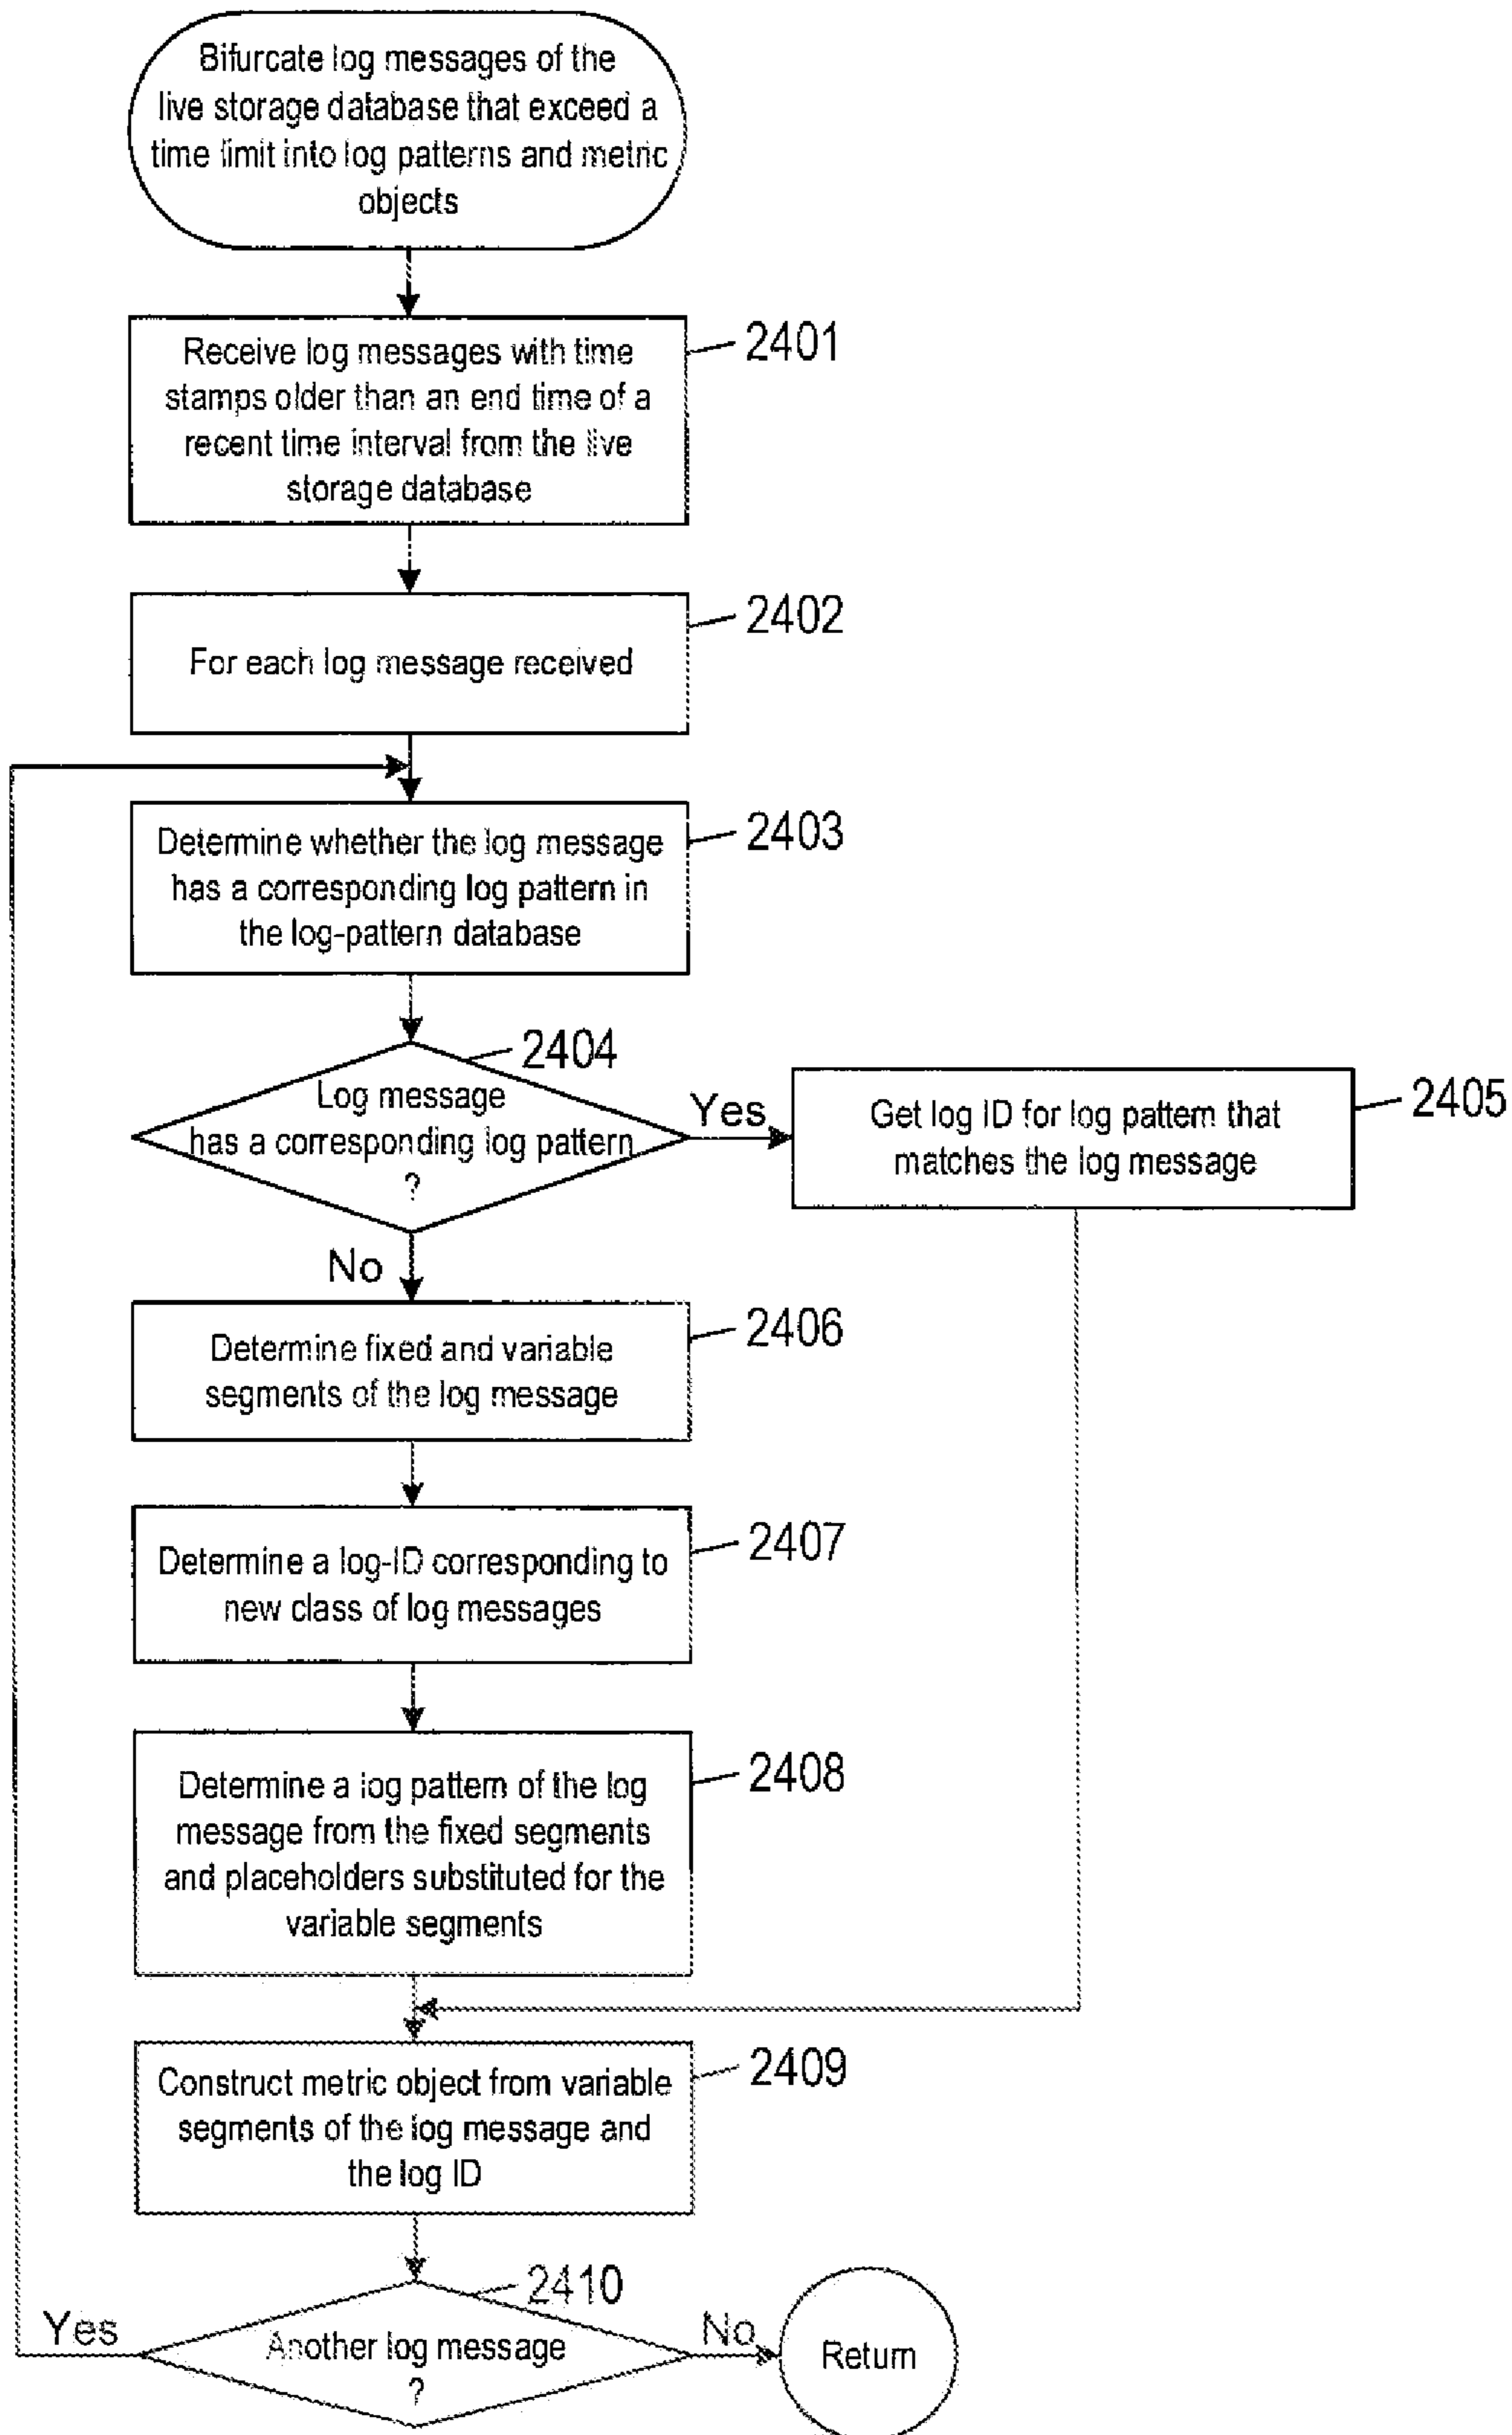 Bifurcate log messages of the
live storage database that exceed a
time limit into log patterns and metric
objects
2401
Receive log messages with time
stamps older than an end time of a
recent time interval from the live
storage database
2402
For each log message received
2403
Determine whether the log message
has a corresponding log pattern in
the log-pattern database
2404
Log message
has a corresponding log pattern
?
Yes
2405
Get log ID for log pattern that
matches the log message
No
2406
Determine fixed and variable
segments of the log message
2407
Determine a log-ID corresponding to
new class of log messages
2408
Determine a log pattern of the log
message from the fixed segments
and placeholders substituted for the
variable segments
2409
Construct metric object from variable
segments of the log message and
the log ID
2410
Yes
Another log message
?
No
Return